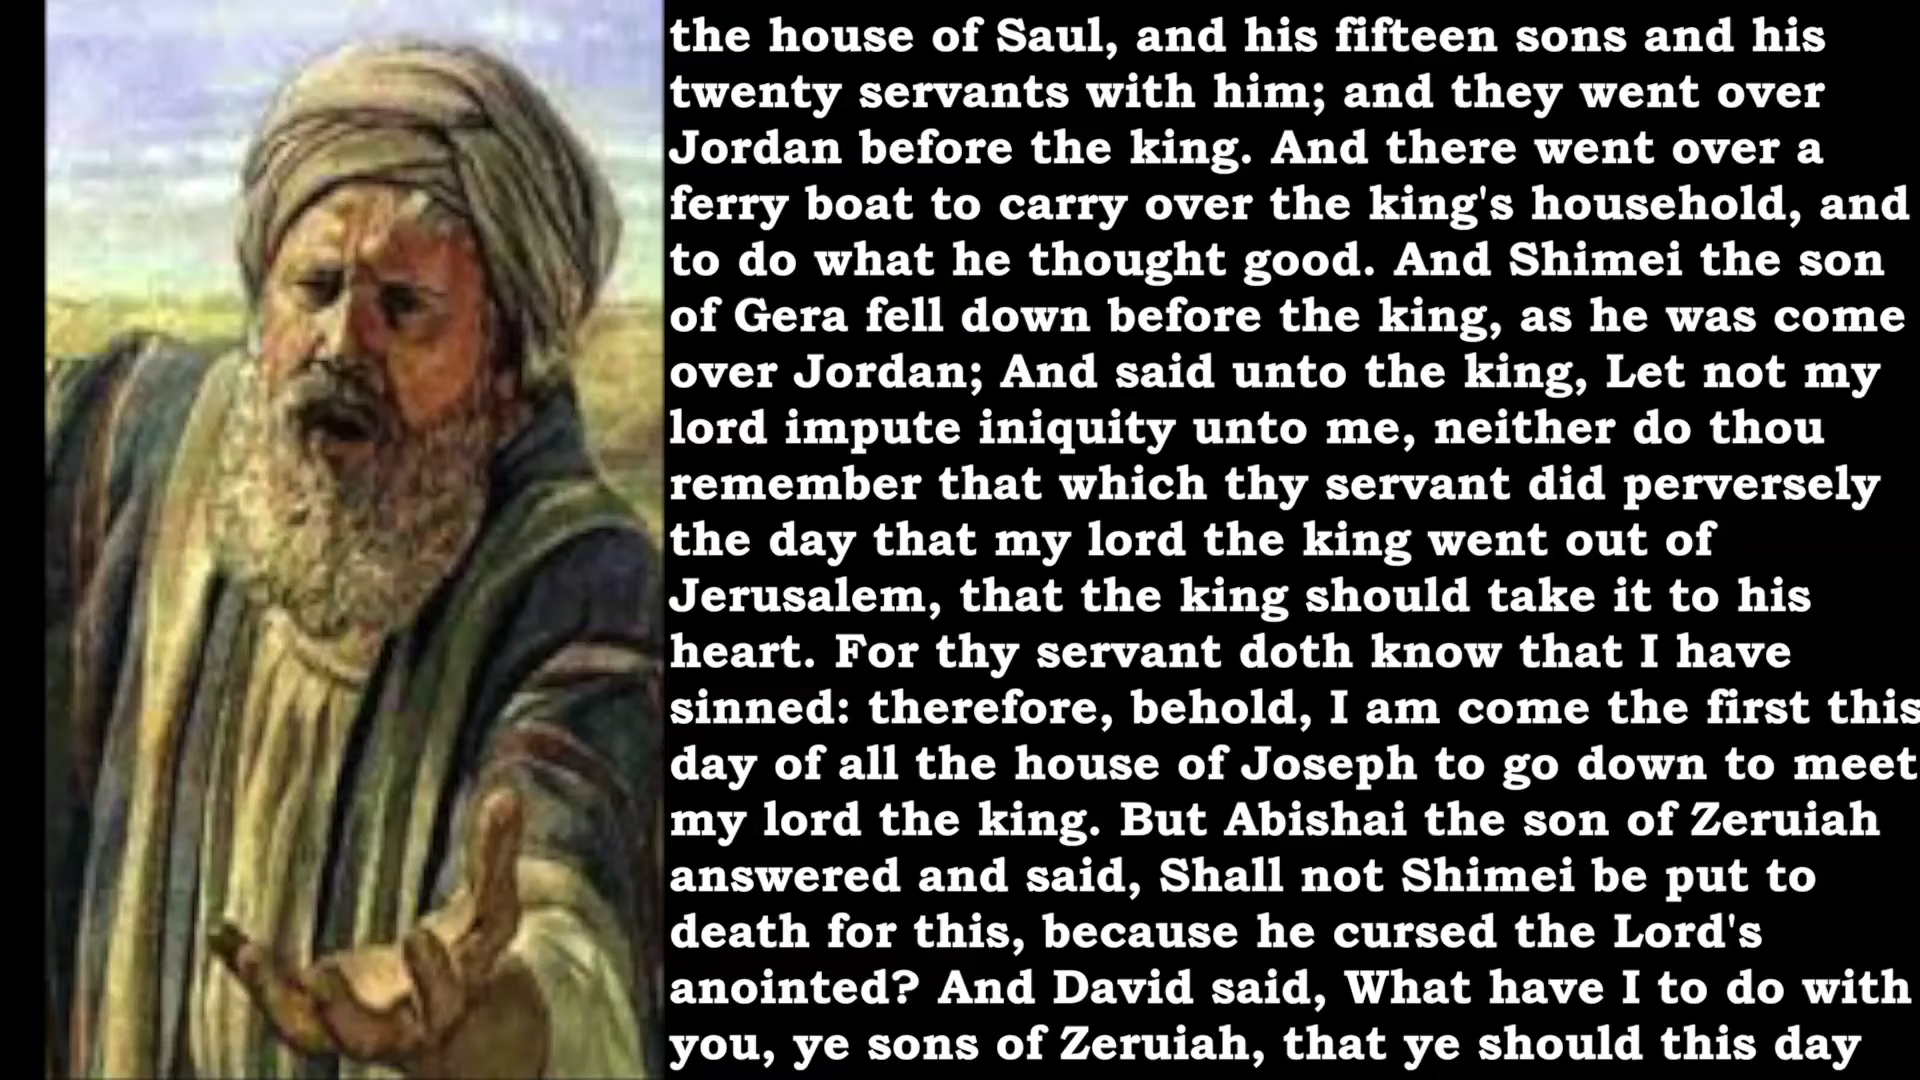 the house of Saul, and his fifteen sons and his
twenty servants with him; and they went over
Jordan before the king. And there went over a
ferry boat to carry over the king's household, and
to do what he thought good. And Shimei the son
of Gera fell down before the king, as he was come
over Jordan; And said unto the king, Let not my
lord impute iniquity unto me, neither do thou
remember that which thy servant did perversely
the day that my lord the king went out of
Jerusalem, that the king should take it to his
heart. For thy servant doth know that I have
sinned: therefore, behold, I am come the first this
day of all the house of Joseph to go down to meet
my lord the king. But Abishai the son of Zeruiah
answered and said, Shall not Shimei be put to
death for this, because he cursed the Lord's
anointed? And David said, What have I to do with
you, ye sons of Zeruiah, that ye should this day